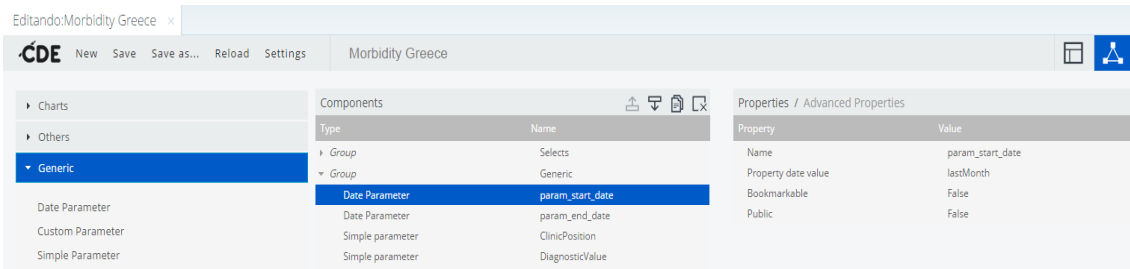 Editando:Morbidity Greece ×
CDE New Save Save as... Reload Settings Morbidity Greece
Charts
Others
Generic
Date Parameter
Custom Parameter
Simple Parameter
Components
Type Name
Group Selects
Group Generic
Date Parameter param_start_date
Date Parameter param_end_date
Simple parameter ClinicPosition
Simple parameter DiagnosticValue
Properties / Advanced Properties
Property Value
Name param_start_date
Property date value lastMonth
Bookmarkable False
Public False